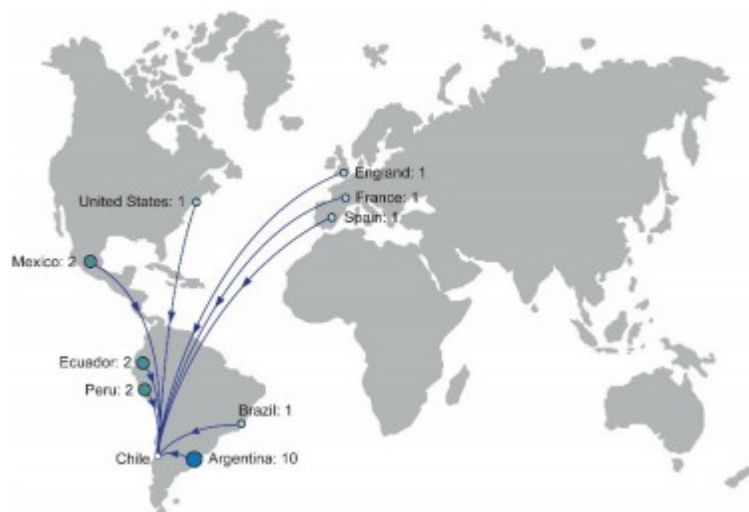 England: 1
United States: 1
France: 1
Spain: 1
Mexico: 2
Ecuador: 2
Peru: 2
Brazil: 1
Chile
Argentina: 10